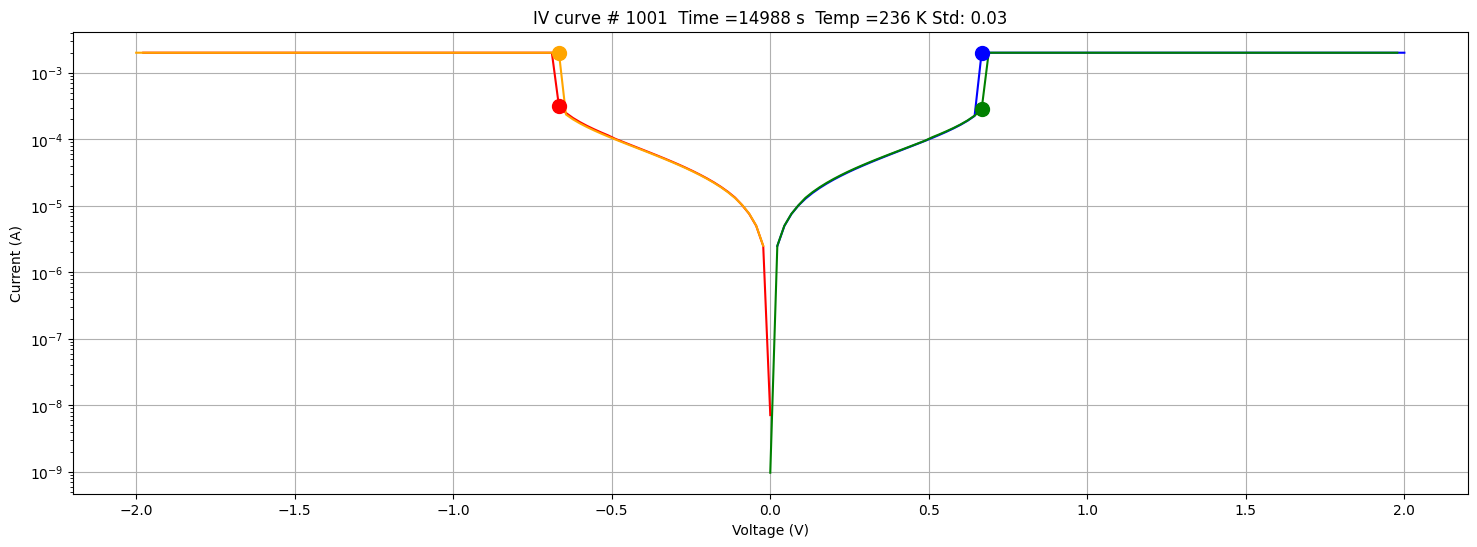 IV curve # 1001  Time =14988 s  Temp =236 K Std: 0.03
Current (A)
10⁻³
10⁻⁴
10⁻⁵
10⁻⁶
10⁻⁷
10⁻⁸
10⁻⁹
−2.0 −1.5 −1.0 −0.5 0.0 0.5 1.0 1.5 2.0
Voltage (V)